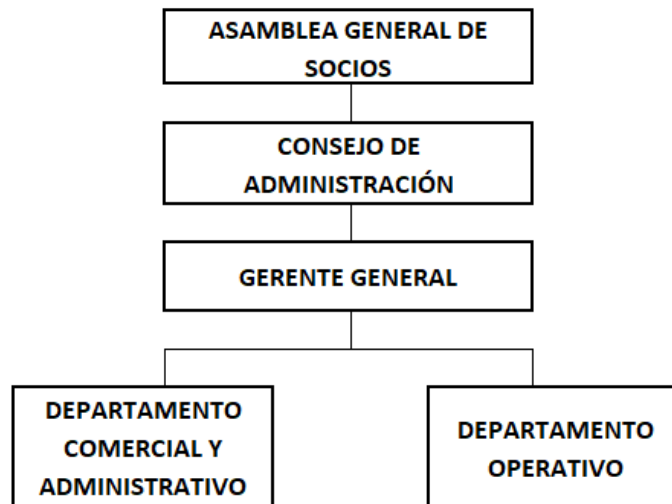 ASAMBLEA GENERAL DE
SOCIOS
CONSEJO DE
ADMINISTRACIÓN
GERENTE GENERAL
DEPARTAMENTO
COMERCIAL Y
ADMINISTRATIVO
DEPARTAMENTO
OPERATIVO